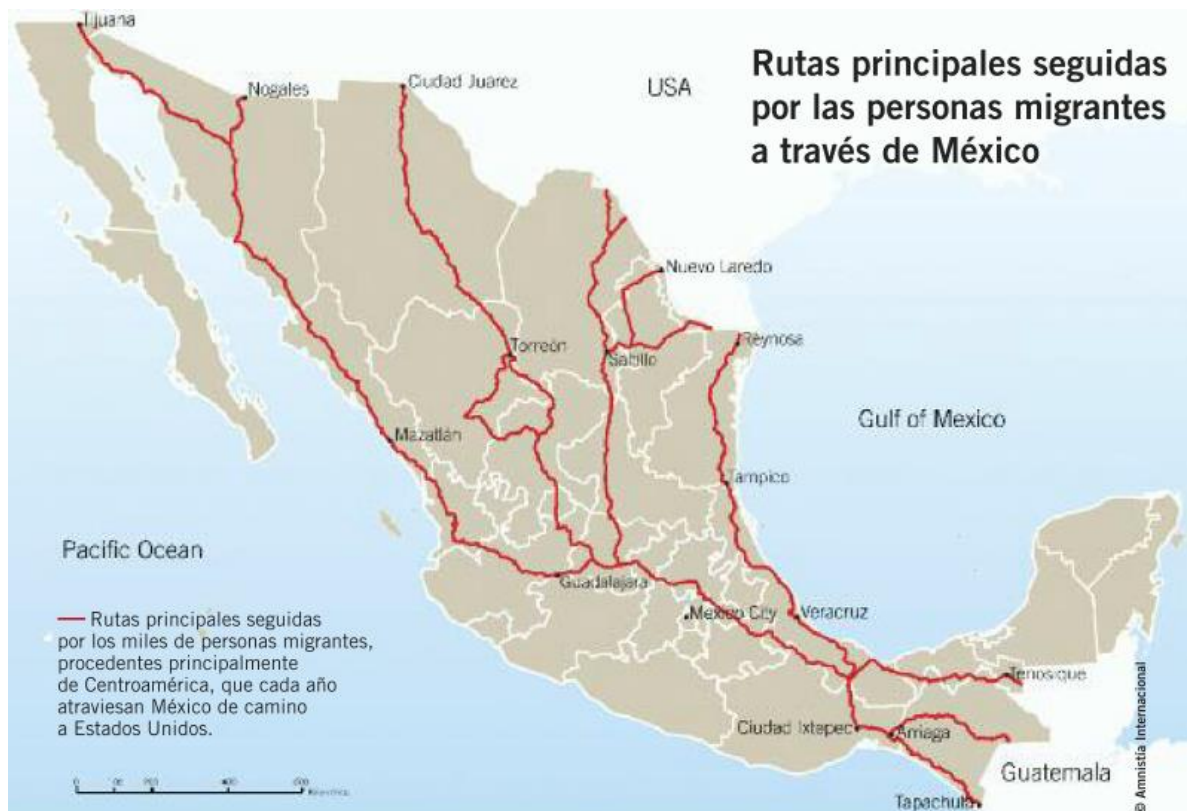 Rutas principales seguidas
por las personas migrantes
a través de México
Tijuana
Nogales
Ciudad Juarez
USA
Nuevo Laredo
Reynosa
Torreón
Saltillo
Gulf of Mexico
Mazatlán
Tampico
Pacific Ocean
Guadalajara
Mexico City
Veracruz
Tenosique
Ciudad Ixtepec
Arriaga
Guatemala
Tapachula
Rutas principales seguidas
por los miles de personas migrantes,
procedentes principalmente
de Centroamérica, que cada año
atraviesan México de camino
a Estados Unidos.
0
200
400
© Amnistía Internacional